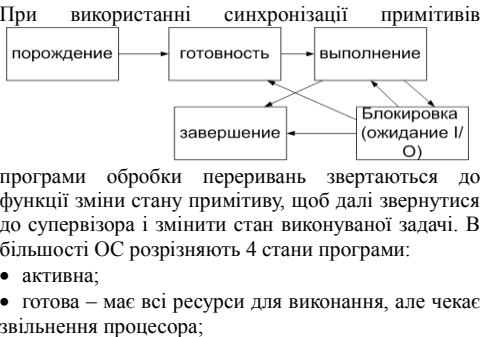 При використанні синхронізації примітивів
порождение
готовность
выполнение
завершение
Блокировка
(ожидание I/
O)
програми обробки переривань звертаються до
функції зміни стану примітиву, щоб далі звернутися
до супервізора і змінити стан виконуваної задачі. В
більшості ОС розрізняють 4 стани програми:
• активна;
• готова – має всі ресурси для виконання, але чекає
звільнення процесора;